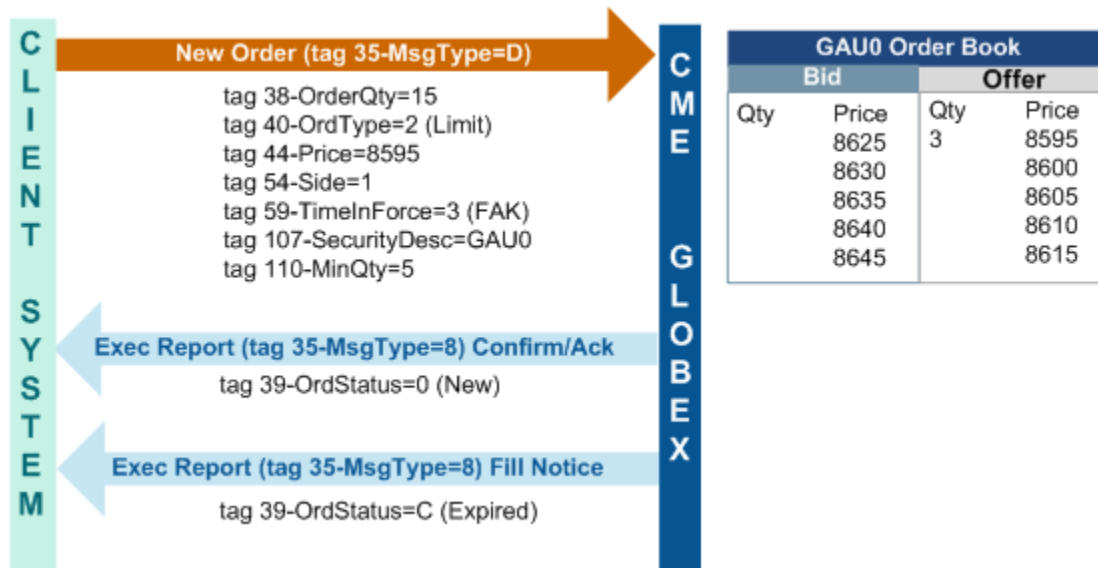 CLIENT SYSTEM
New Order (tag 35-MsgType=D)
tag 38-OrderQty=15
tag 40-OrdType=2 (Limit)
tag 44-Price=8595
tag 54-Side=1
tag 59-TimeInForce=3 (FAK)
tag 107-SecurityDesc=GAU0
tag 110-MinQty=5
Exec Report (tag 35-MsgType=8) Confirm/Ack
tag 39-OrdStatus=0 (New)
Exec Report (tag 35-MsgType=8) Fill Notice
tag 39-OrdStatus=C (Expired)
CME GLOBEX
GAU0 Order Book
Bid Offer
Qty Price Qty Price
8625 3 8595
8630 8600
8635 8605
8640 8610
8645 8615